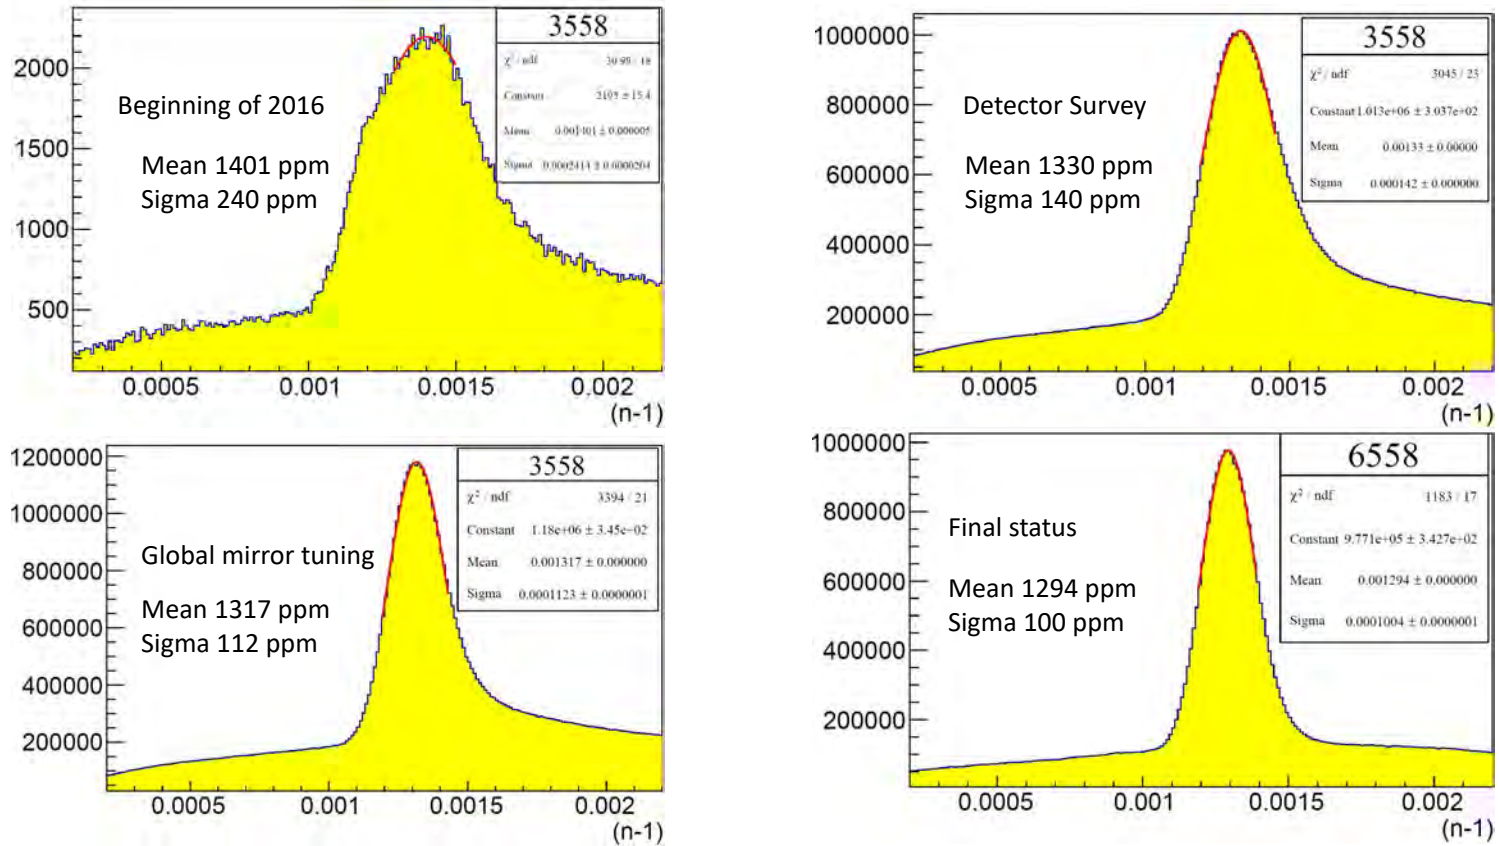 3558
χ² / ndf 30.99 / 18
Constant 2195 ± 15.4
Mean 0.001401 ± 0.000005
Sigma 0.0002414 ± 0.0000204
2000
1500
1000
500
Beginning of 2016
Mean 1401 ppm
Sigma 240 ppm
0.0005 0.001 0.0015 0.002
(n-1)
3558
χ² / ndf 3045 / 23
Constant 1.013e+06 ± 3.037e+02
Mean 0.00133 ± 0.00000
Sigma 0.000142 ± 0.000000
1000000
800000
600000
400000
200000
Detector Survey
Mean 1330 ppm
Sigma 140 ppm
0.0005 0.001 0.0015 0.002
(n-1)
3558
χ² / ndf 3394 / 21
Constant 1.18e+06 ± 3.45e+02
Mean 0.001317 ± 0.000000
Sigma 0.0001123 ± 0.0000001
1200000
1000000
800000
600000
400000
200000
Global mirror tuning
Mean 1317 ppm
Sigma 112 ppm
0.0005 0.001 0.0015 0.002
(n-1)
6558
χ² / ndf 1183 / 17
Constant 9.771e+05 ± 3.427e+02
Mean 0.001294 ± 0.000000
Sigma 0.0001004 ± 0.0000001
1000000
800000
600000
400000
200000
Final status
Mean 1294 ppm
Sigma 100 ppm
0.0005 0.001 0.0015 0.002
(n-1)